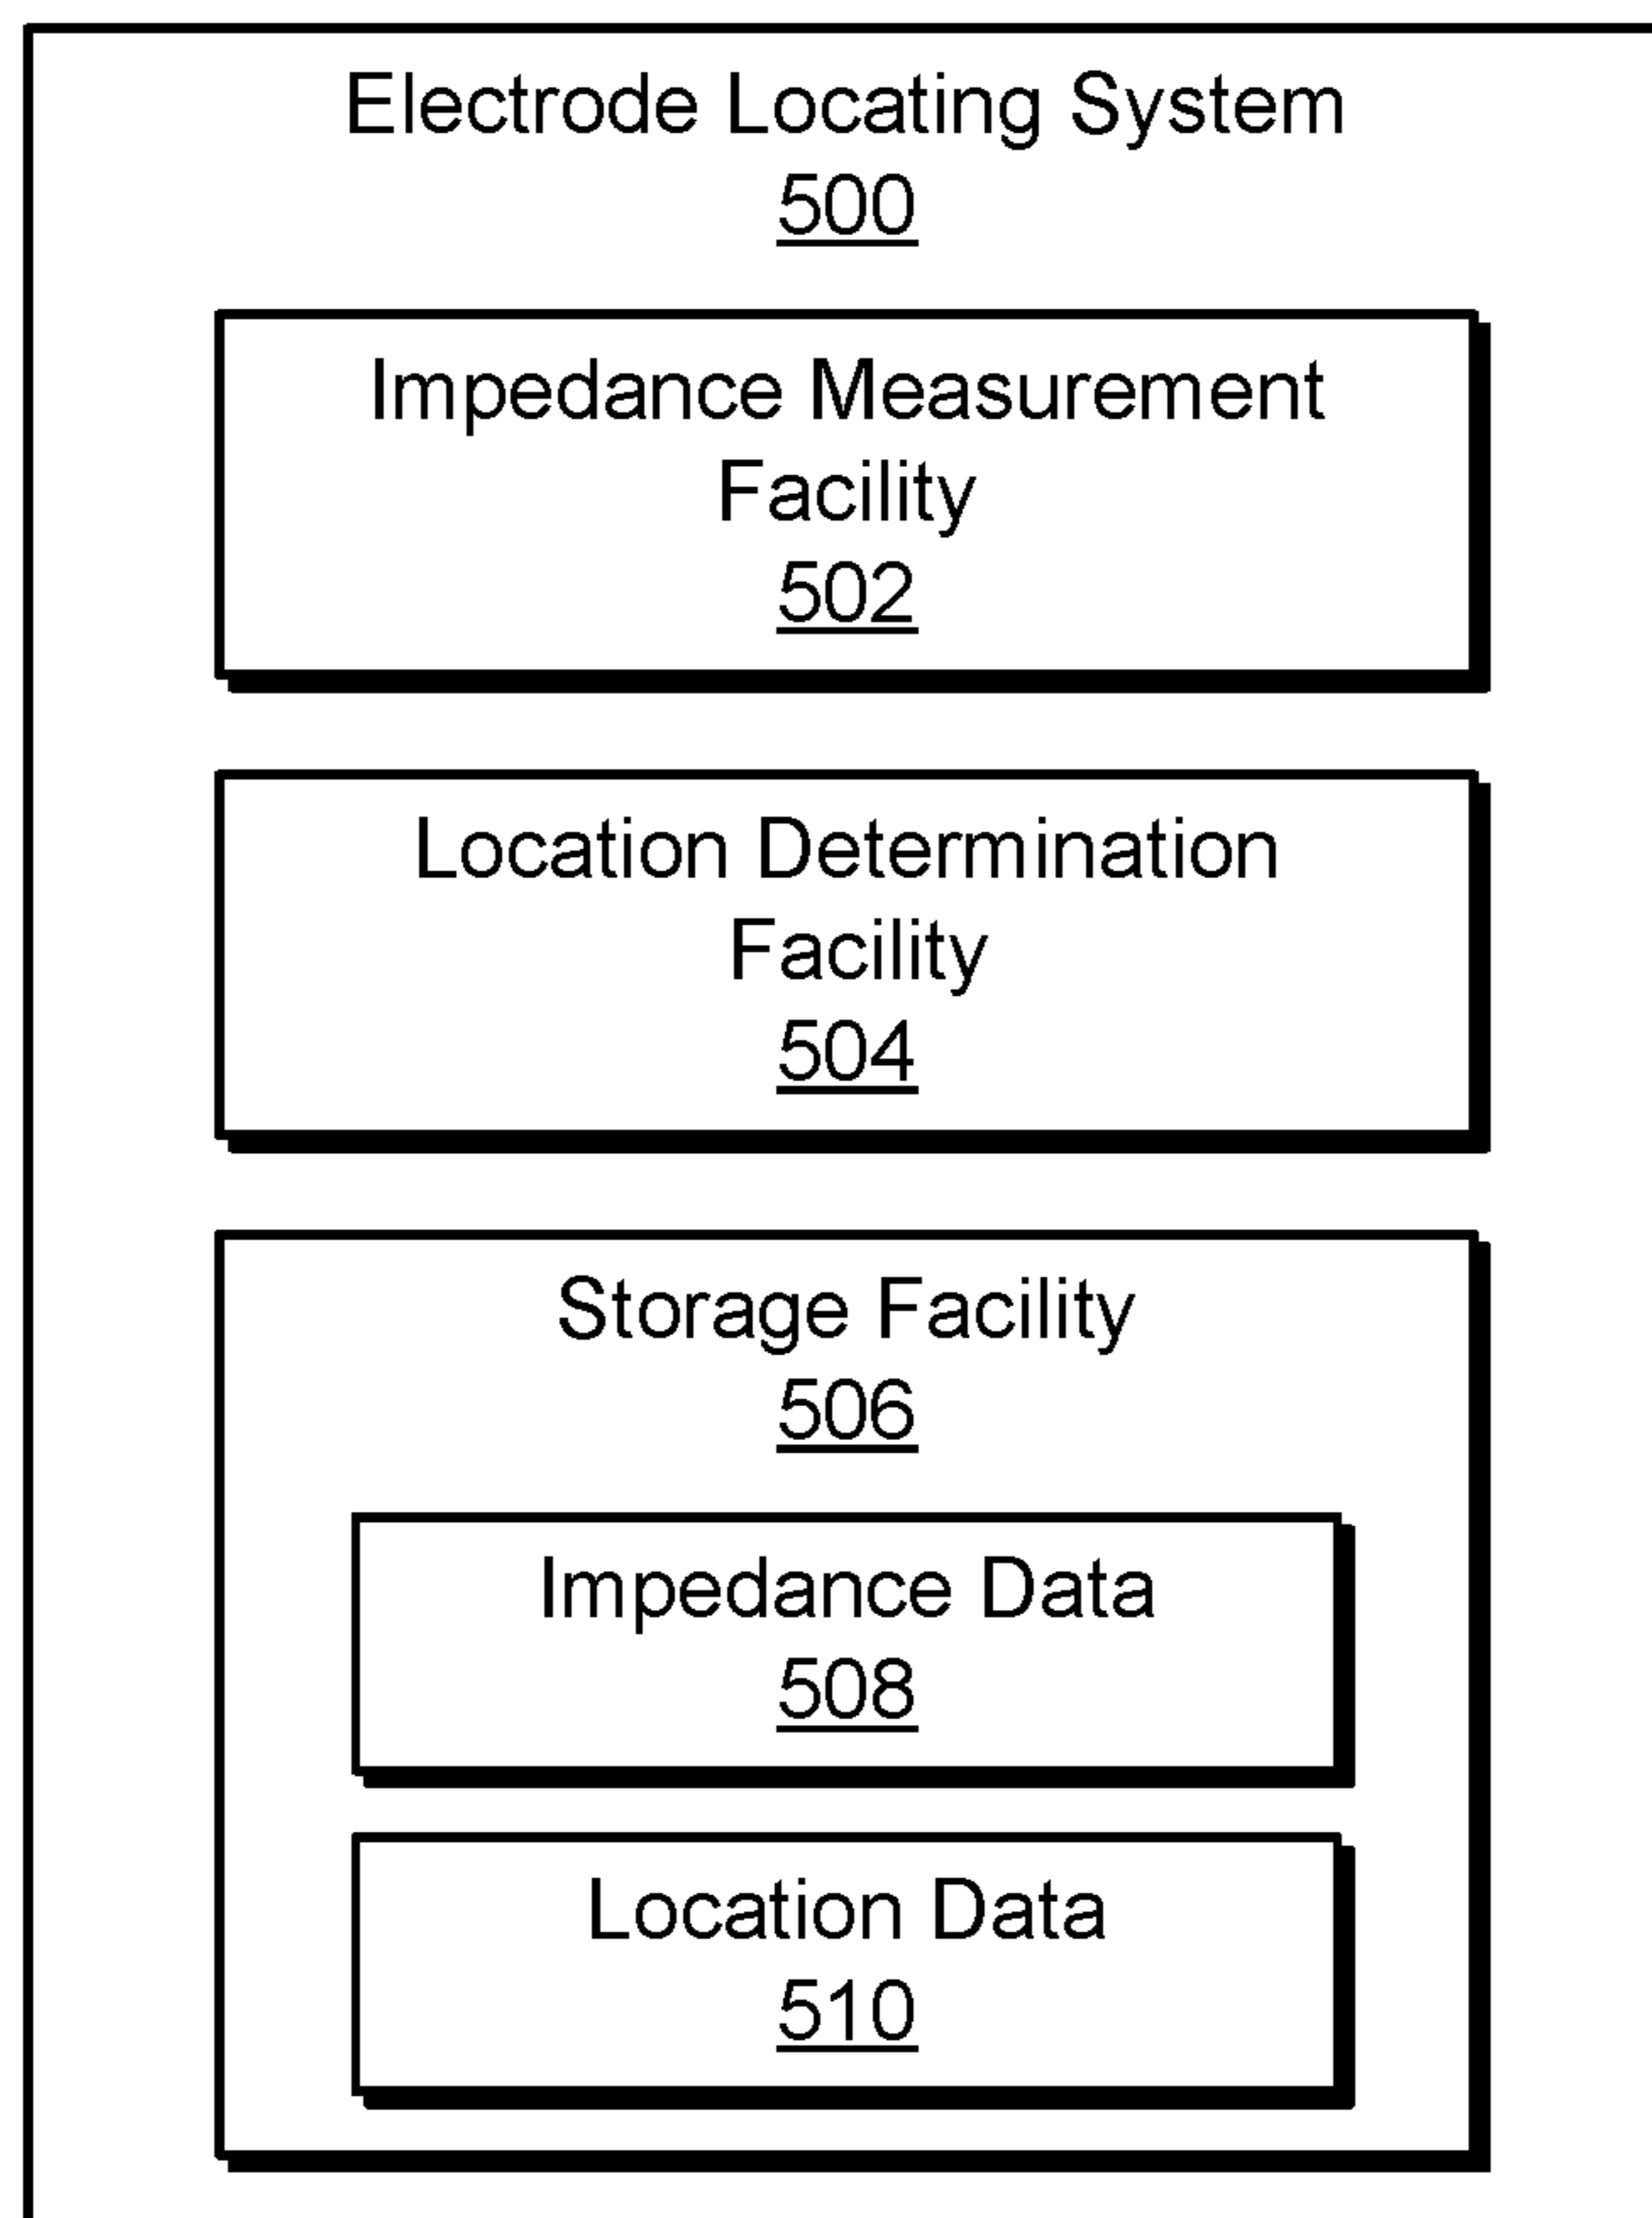 Electrode Locating System
500
Impedance Measurement
Facility
502
Location Determination
Facility
504
Storage Facility
506
Impedance Data
508
Location Data
510